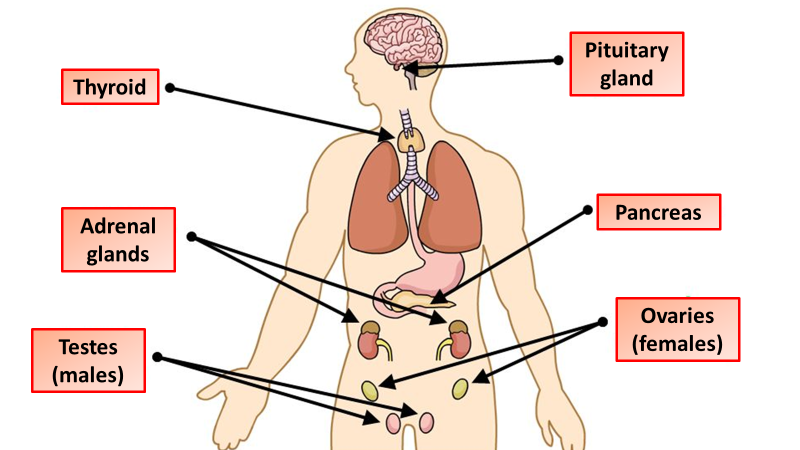 Pituitary
gland
Thyroid
Pancreas
Adrenal
glands
Ovaries
(females)
Testes
(males)